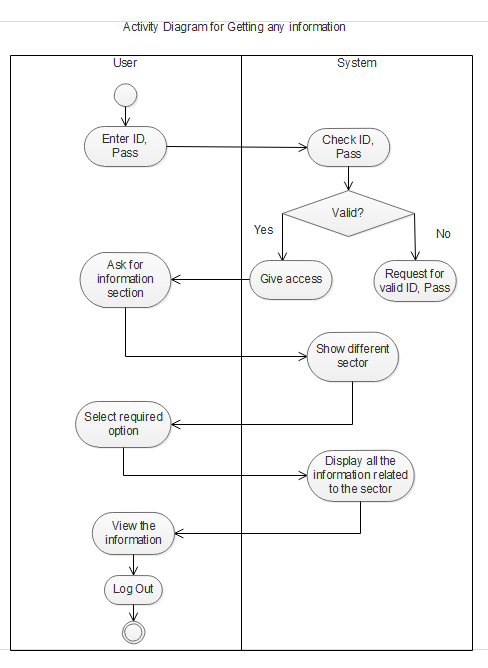 Activity Diagram for Getting any information
User
System
Enter ID,
Pass
Check ID,
Pass
Valid?
Yes
No
Ask for
information
section
Give access
Request for
valid ID, Pass
Show different
sector
Select required
option
Display all the
information related
to the sector
View the
information
Log Out